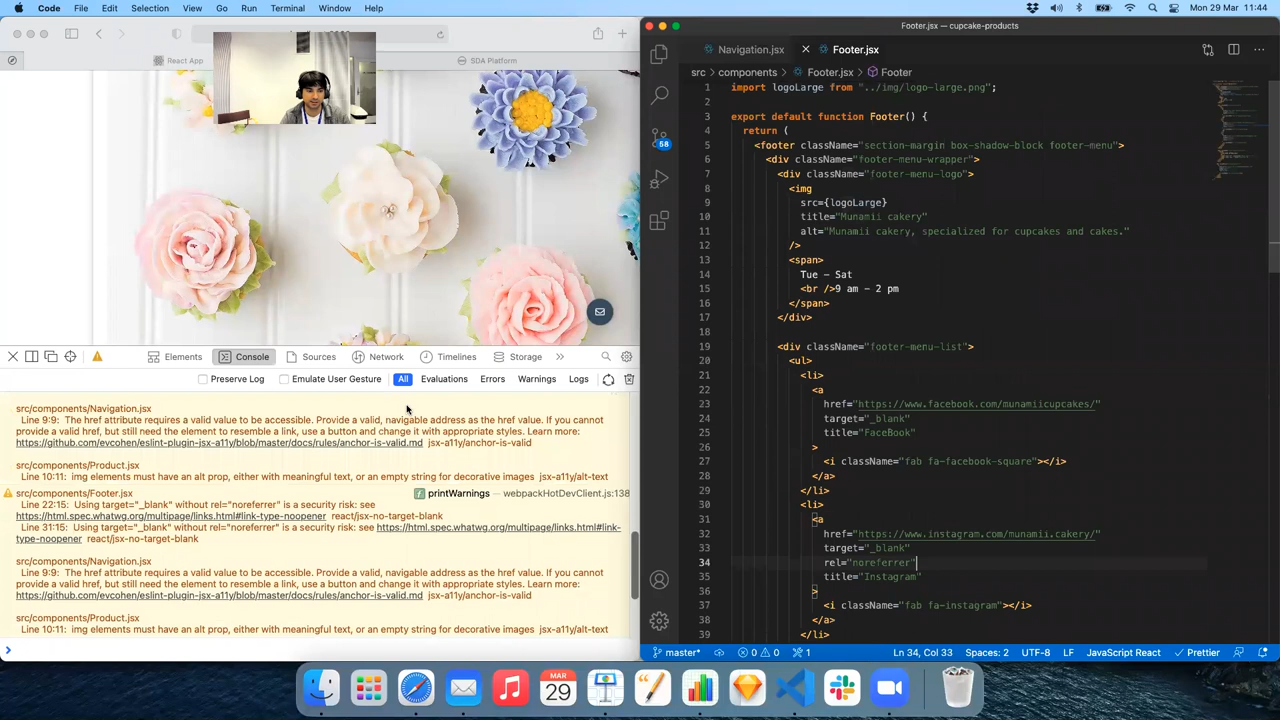 Code File Edit Selection View Go Run Terminal Window Help
Mon 29 Mar 11:44
React App
SDA Platform
Elements Console Sources Network Timelines Storage
Preserve Log Emulate User Gesture All Evaluations Errors Warnings Logs
src/components/Navigation.jsx
Line 9:9: The href attribute requires a valid value to be accessible. Provide a valid, navigable address as the href value. If you cannot
provide a valid href, but still need the element to resemble a link, use a button and change it with appropriate styles. Learn more:
https://github.com/evcohen/eslint-plugin-jsx-a11y/blob/master/docs/rules/anchor-is-valid.md jsx-a11y/anchor-is-valid
src/components/Product.jsx
Line 10:11: img elements must have an alt prop, either with meaningful text, or an empty string for decorative images jsx-a11y/alt-text
src/components/Footer.jsx
f printWarnings — webpackHotDevClient.js:138
Line 22:15: Using target="_blank" without rel="noreferrer" is a security risk: see
https://html.spec.whatwg.org/multipage/links.html#link-type-noopener react/jsx-no-target-blank
Line 31:15: Using target="_blank" without rel="noreferrer" is a security risk: see https://html.spec.whatwg.org/multipage/links.html#link-
type-noopener react/jsx-no-target-blank
src/components/Navigation.jsx
Line 9:9: The href attribute requires a valid value to be accessible. Provide a valid, navigable address as the href value. If you cannot
provide a valid href, but still need the element to resemble a link, use a button and change it with appropriate styles. Learn more:
https://github.com/evcohen/eslint-plugin-jsx-a11y/blob/master/docs/rules/anchor-is-valid.md jsx-a11y/anchor-is-valid
src/components/Product.jsx
Line 10:11: img elements must have an alt prop, either with meaningful text, or an empty string for decorative images jsx-a11y/alt-text
Footer.jsx — cupcake-products
Navigation.jsx Footer.jsx
src > components > Footer.jsx > Footer
58
1 import logoLarge from "../img/logo-large.png";
2
3 export default function Footer() {
4 return (
5 <footer className="section-margin box-shadow-block footer-menu">
6 <div className="footer-menu-wrapper">
7 <div className="footer-menu-logo">
8 <img
9 src={logoLarge}
10 title="Munamii cakery"
11 alt="Munamii cakery, specialized for cupcakes and cakes."
12 />
13 <span>
14 Tue – Sat
15 <br />9 am – 2 pm
16 </span>
17 </div>
18
19 <div className="footer-menu-list">
20 <ul>
21 <li>
22 <a
23 href="https://www.facebook.com/munamiicupcakes/"
24 target="_blank"
25 title="FaceBook"
26 >
27 <i className="fab fa-facebook-square"></i>
28 </a>
29 </li>
30 <li>
31 <a
32 href="https://www.instagram.com/munamii.cakery/"
33 target="_blank"
34 rel="noreferrer"
35 title="Instagram"
36 >
37 <i className="fab fa-instagram"></i>
38 </a>
39 </li>
master* 0 0 1 Ln 34, Col 33 Spaces: 2 UTF-8 LF JavaScript React Prettier
MAR
29